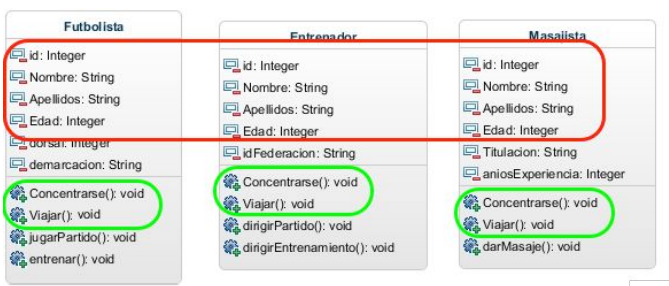 Futbolista
id: Integer
Nombre: String
Apellidos: String
Edad: Integer
dorsal: Integer
demarcacion: String
Concentrarse(): void
Viajar(): void
jugarPartido(): void
entrenar(): void
Entrenador
id: Integer
Nombre: String
Apellidos: String
Edad: Integer
idFederacion: String
Concentrarse(): void
Viajar(): void
dirigirPartido(): void
dirigirEntrenamiento(): void
Masajista
id: Integer
Nombre: String
Apellidos: String
Edad: Integer
Titulacion: String
aniosExperiencia: Integer
Concentrarse(): void
Viajar(): void
darMasaje(): void